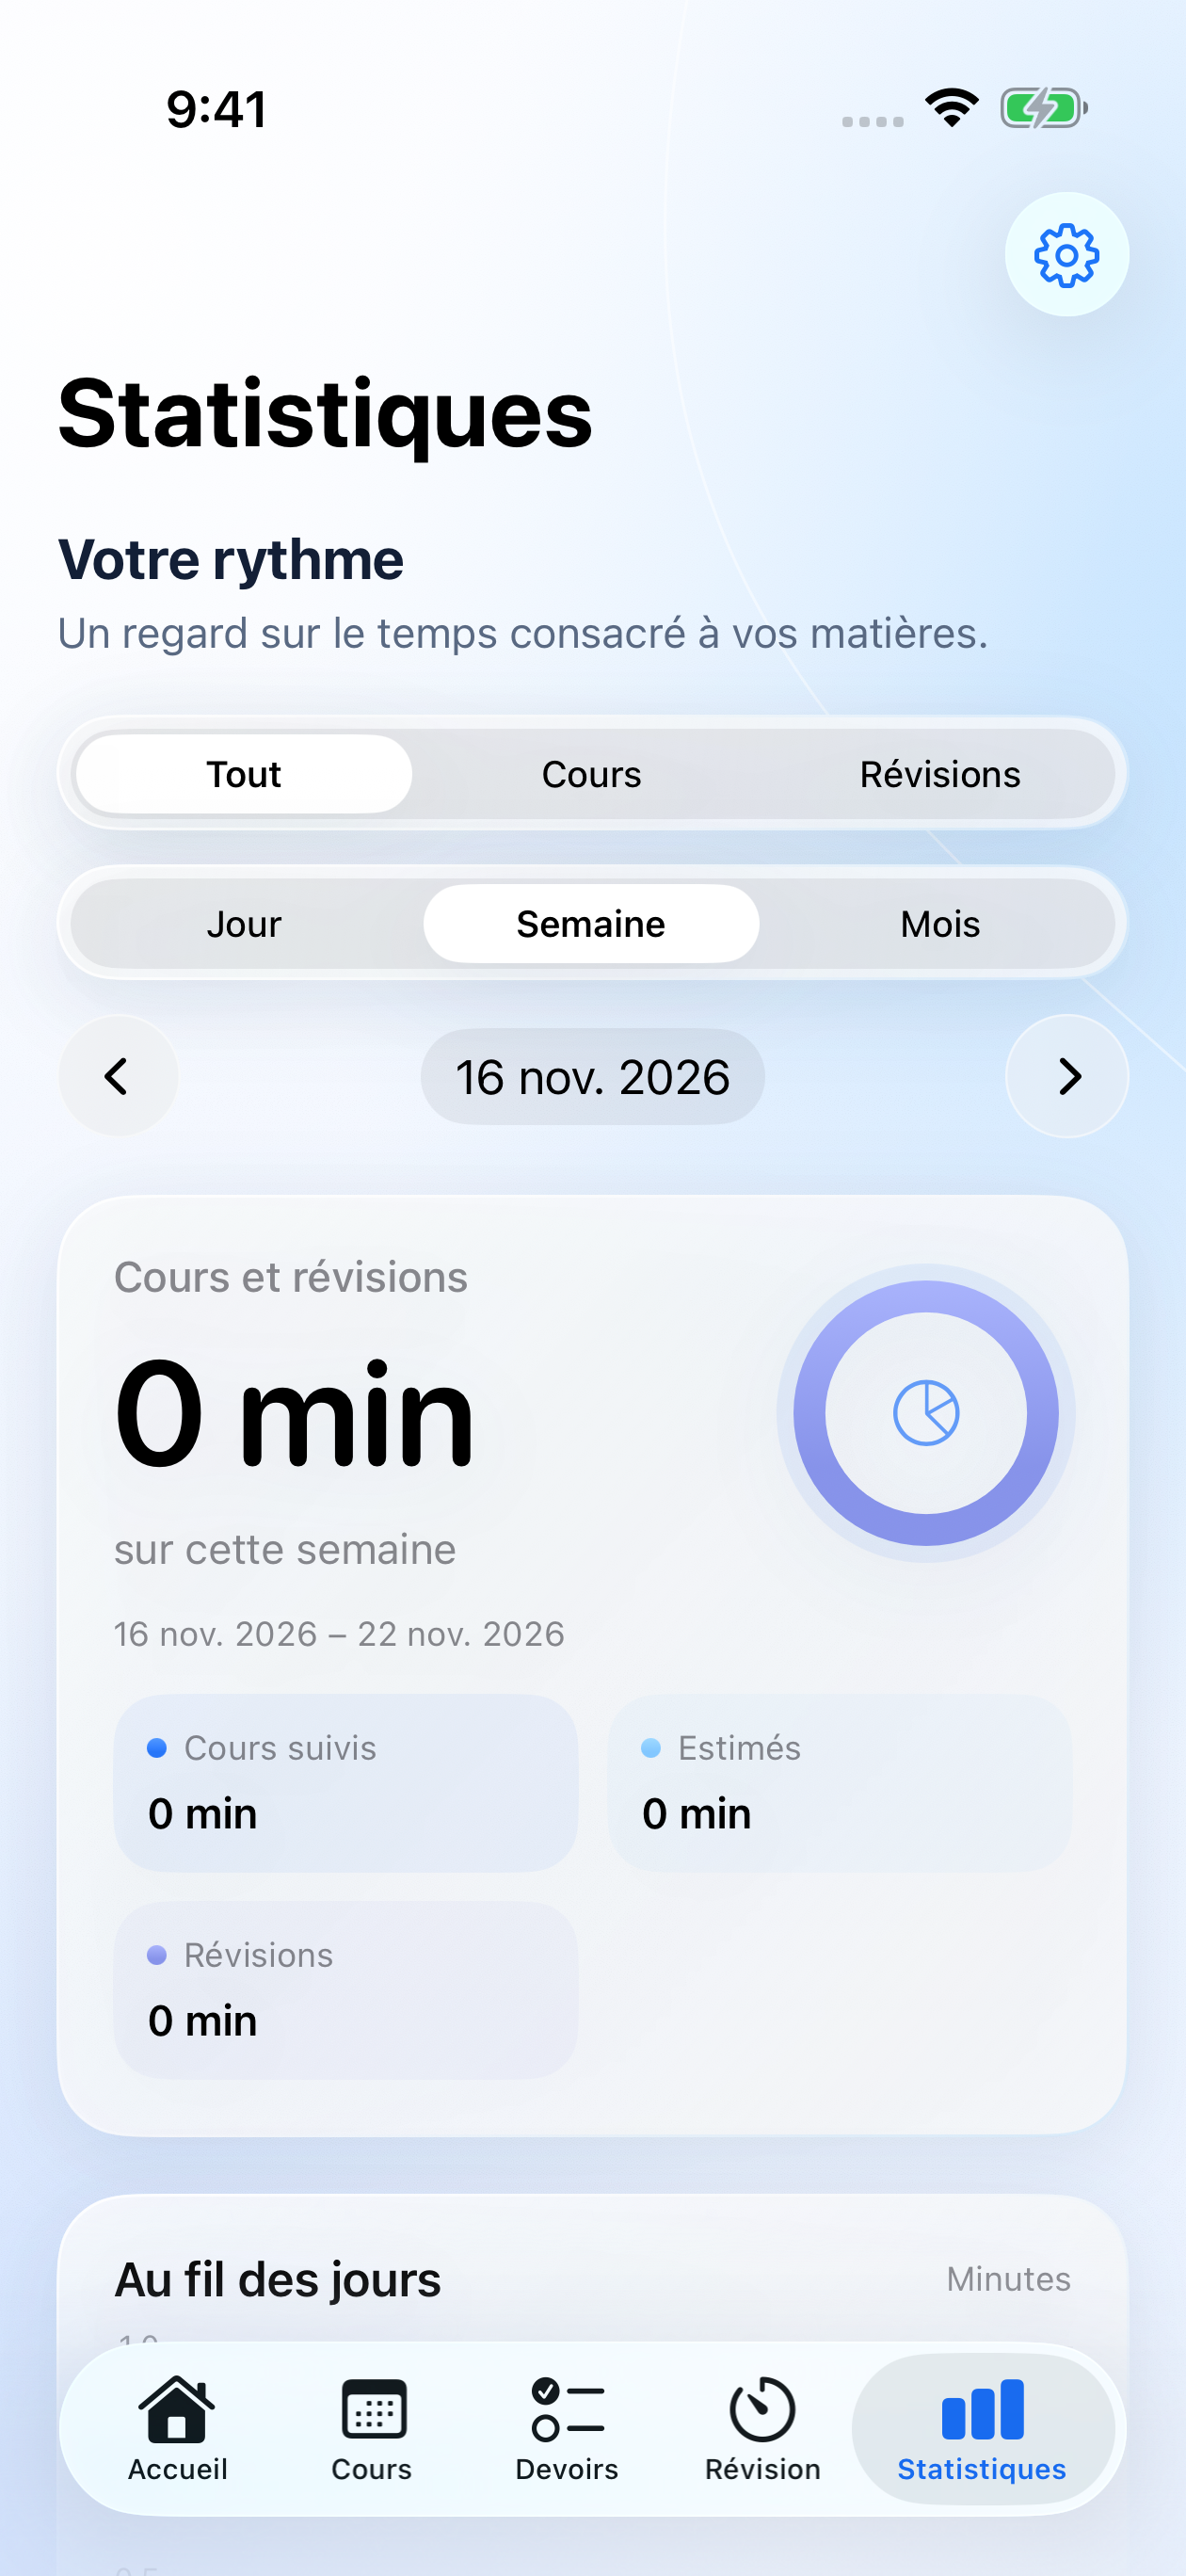 9:41
Statistiques
Votre rythme
Un regard sur le temps consacré à vos matières.
Tout Cours Révisions
Jour Semaine Mois
16 nov. 2026
Cours et révisions
0 min
sur cette semaine
16 nov. 2026 – 22 nov. 2026
Cours suivis Estimés
0 min 0 min
Révisions
0 min
Au fil des jours Minutes
Accueil Cours Devoirs Révision Statistiques